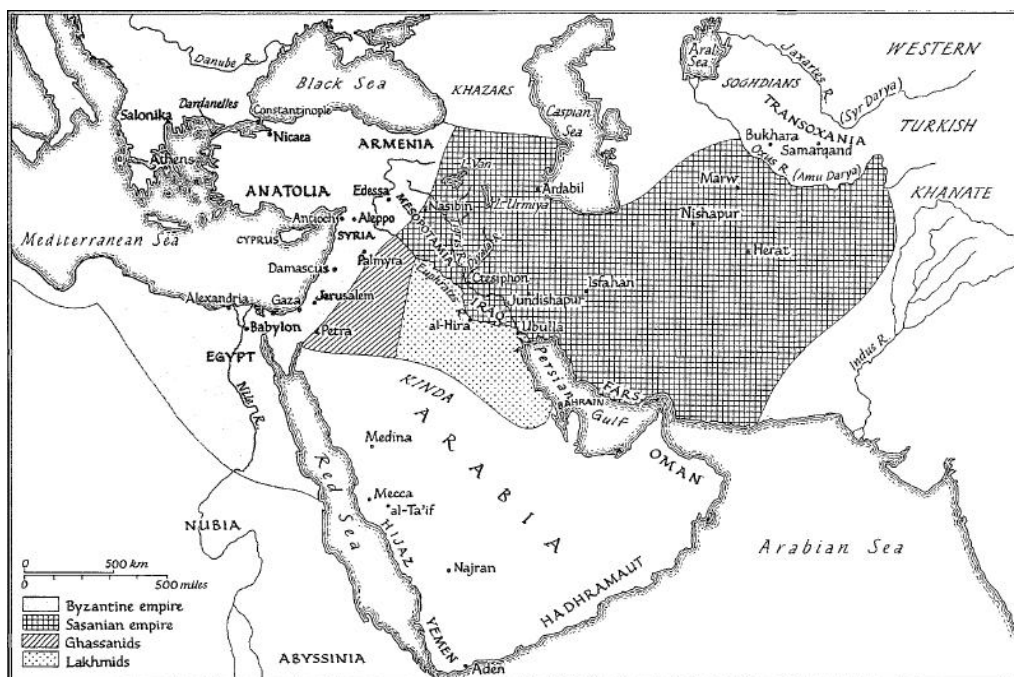 Danube R.
Black Sea
KHAZARS
Caspian
Sea
Aral
Sea
Jaxartes R.
(Syr Darya)
WESTERN
TURKISH
KHANATE
SOGHDIANS
TRANSOXANIA
Bukhara
Samarqand
Oxus R.
(Amu Darya)
Dardanelles
Salonika
Constantinople
Nicaea
Athens
ARMENIA
ANATOLIA
Edessa
L. Van
Ardabil
L. Urmiya
Nasibin
MESOPOTAMIA
Marw
Nishapur
Herat
Antioch
Aleppo
CYPRUS
SYRIA
Mediterranean Sea
Palmyra
Damascus
Ctesiphon
Isfahan
Jundishapur
Euphrates R.
IRAQ
al-Hira
Ubulla
Alexandria
Gaza
Jerusalem
Babylon
Petra
EGYPT
Nile R.
Persian
Gulf
FARS
BAHRAIN
Indus R.
KINDA
ARABIA
OMAN
Medina
Red Sea
Mecca
al-Ta'if
HIJAZ
NUBIA
Najran
Arabian Sea
HADHRAMAUT
YEMEN
Aden
ABYSSINIA
0 500 km
0 500 miles
Byzantine empire
Sasanian empire
Ghassanids
Lakhmids